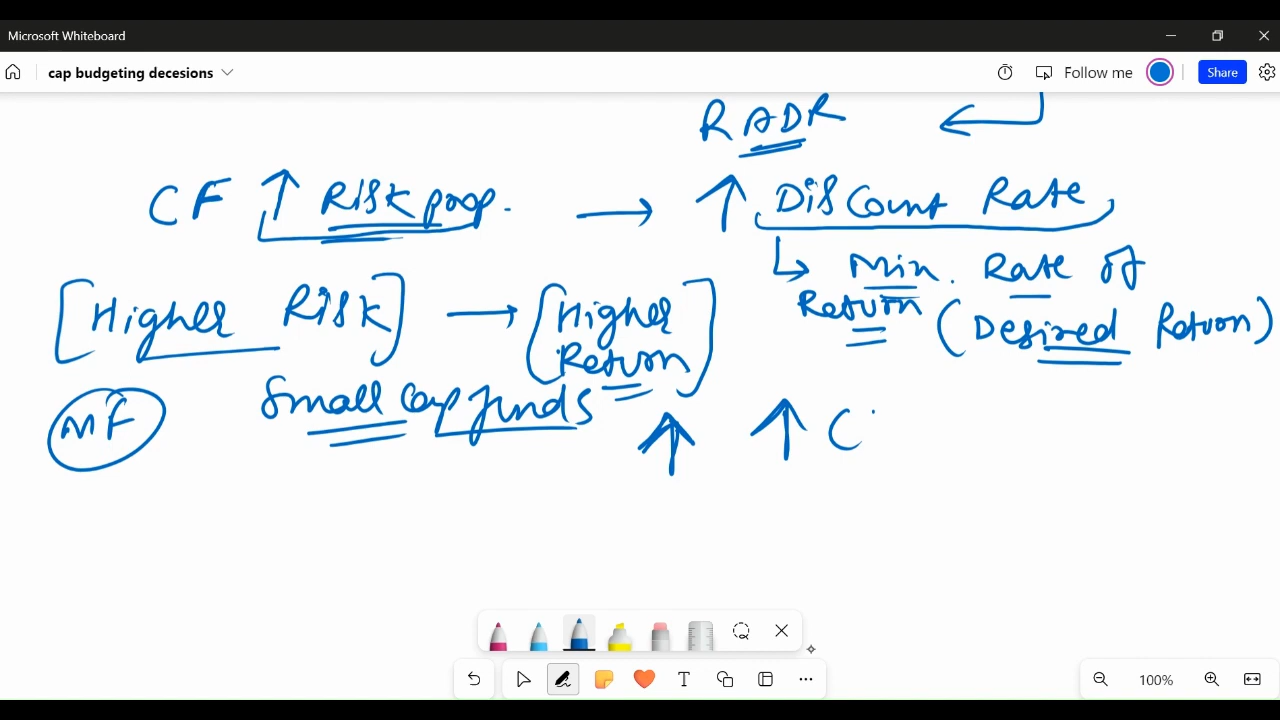 Microsoft Whiteboard
cap budgeting decesions
Follow me
Share
RADR
CF ↑ Risk prop. → ↑ Discount Rate
↳ Min. Rate of
Return (Desired Return)
[Higher Risk] → [Higher
Return]
MF Small Cap funds ↑ ↑ C
T
100%